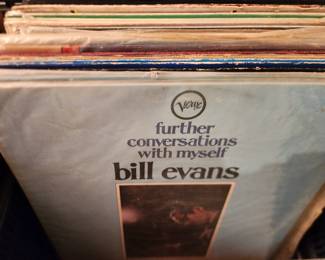 Verve
further
conversations
with myself
bill evans